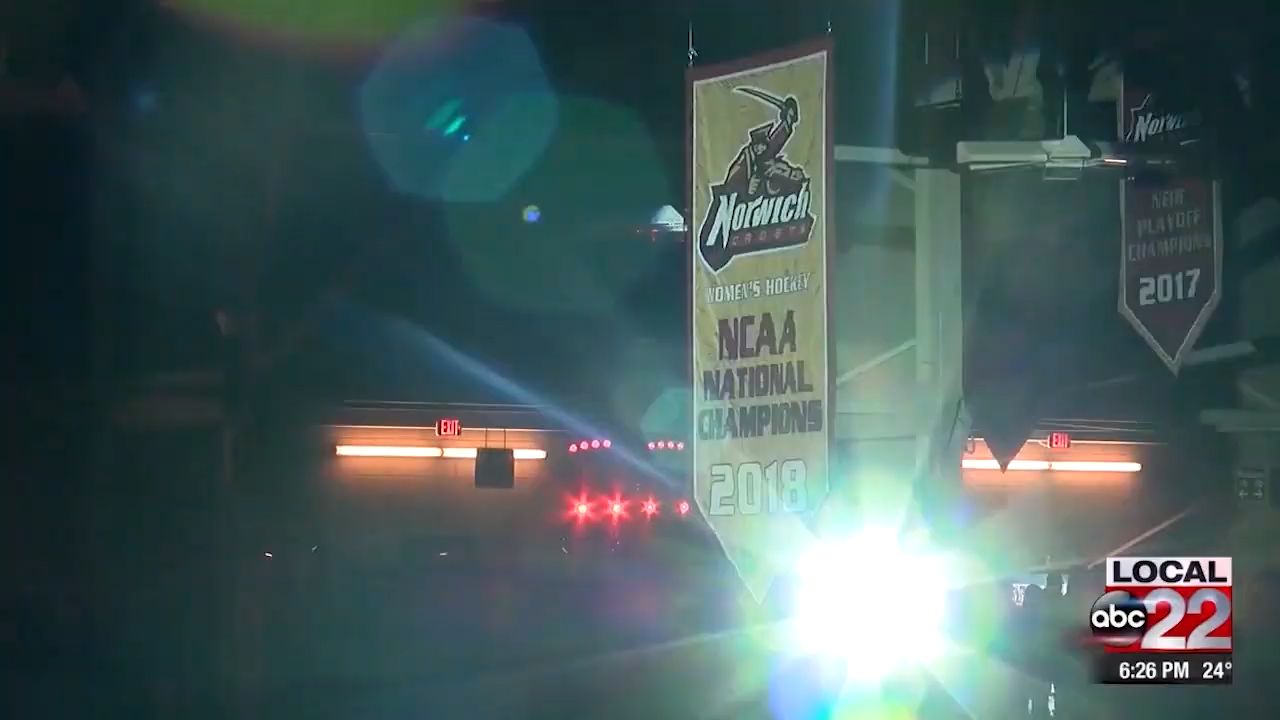 Norwich
CADETS
WOMEN'S HOCKEY
NCAA
NATIONAL
CHAMPIONS
2018
Norwich
PLAYOFF
CHAMPIONS
2017
EXIT
EXIT
LOCAL
abc 22
6:26 PM 24°